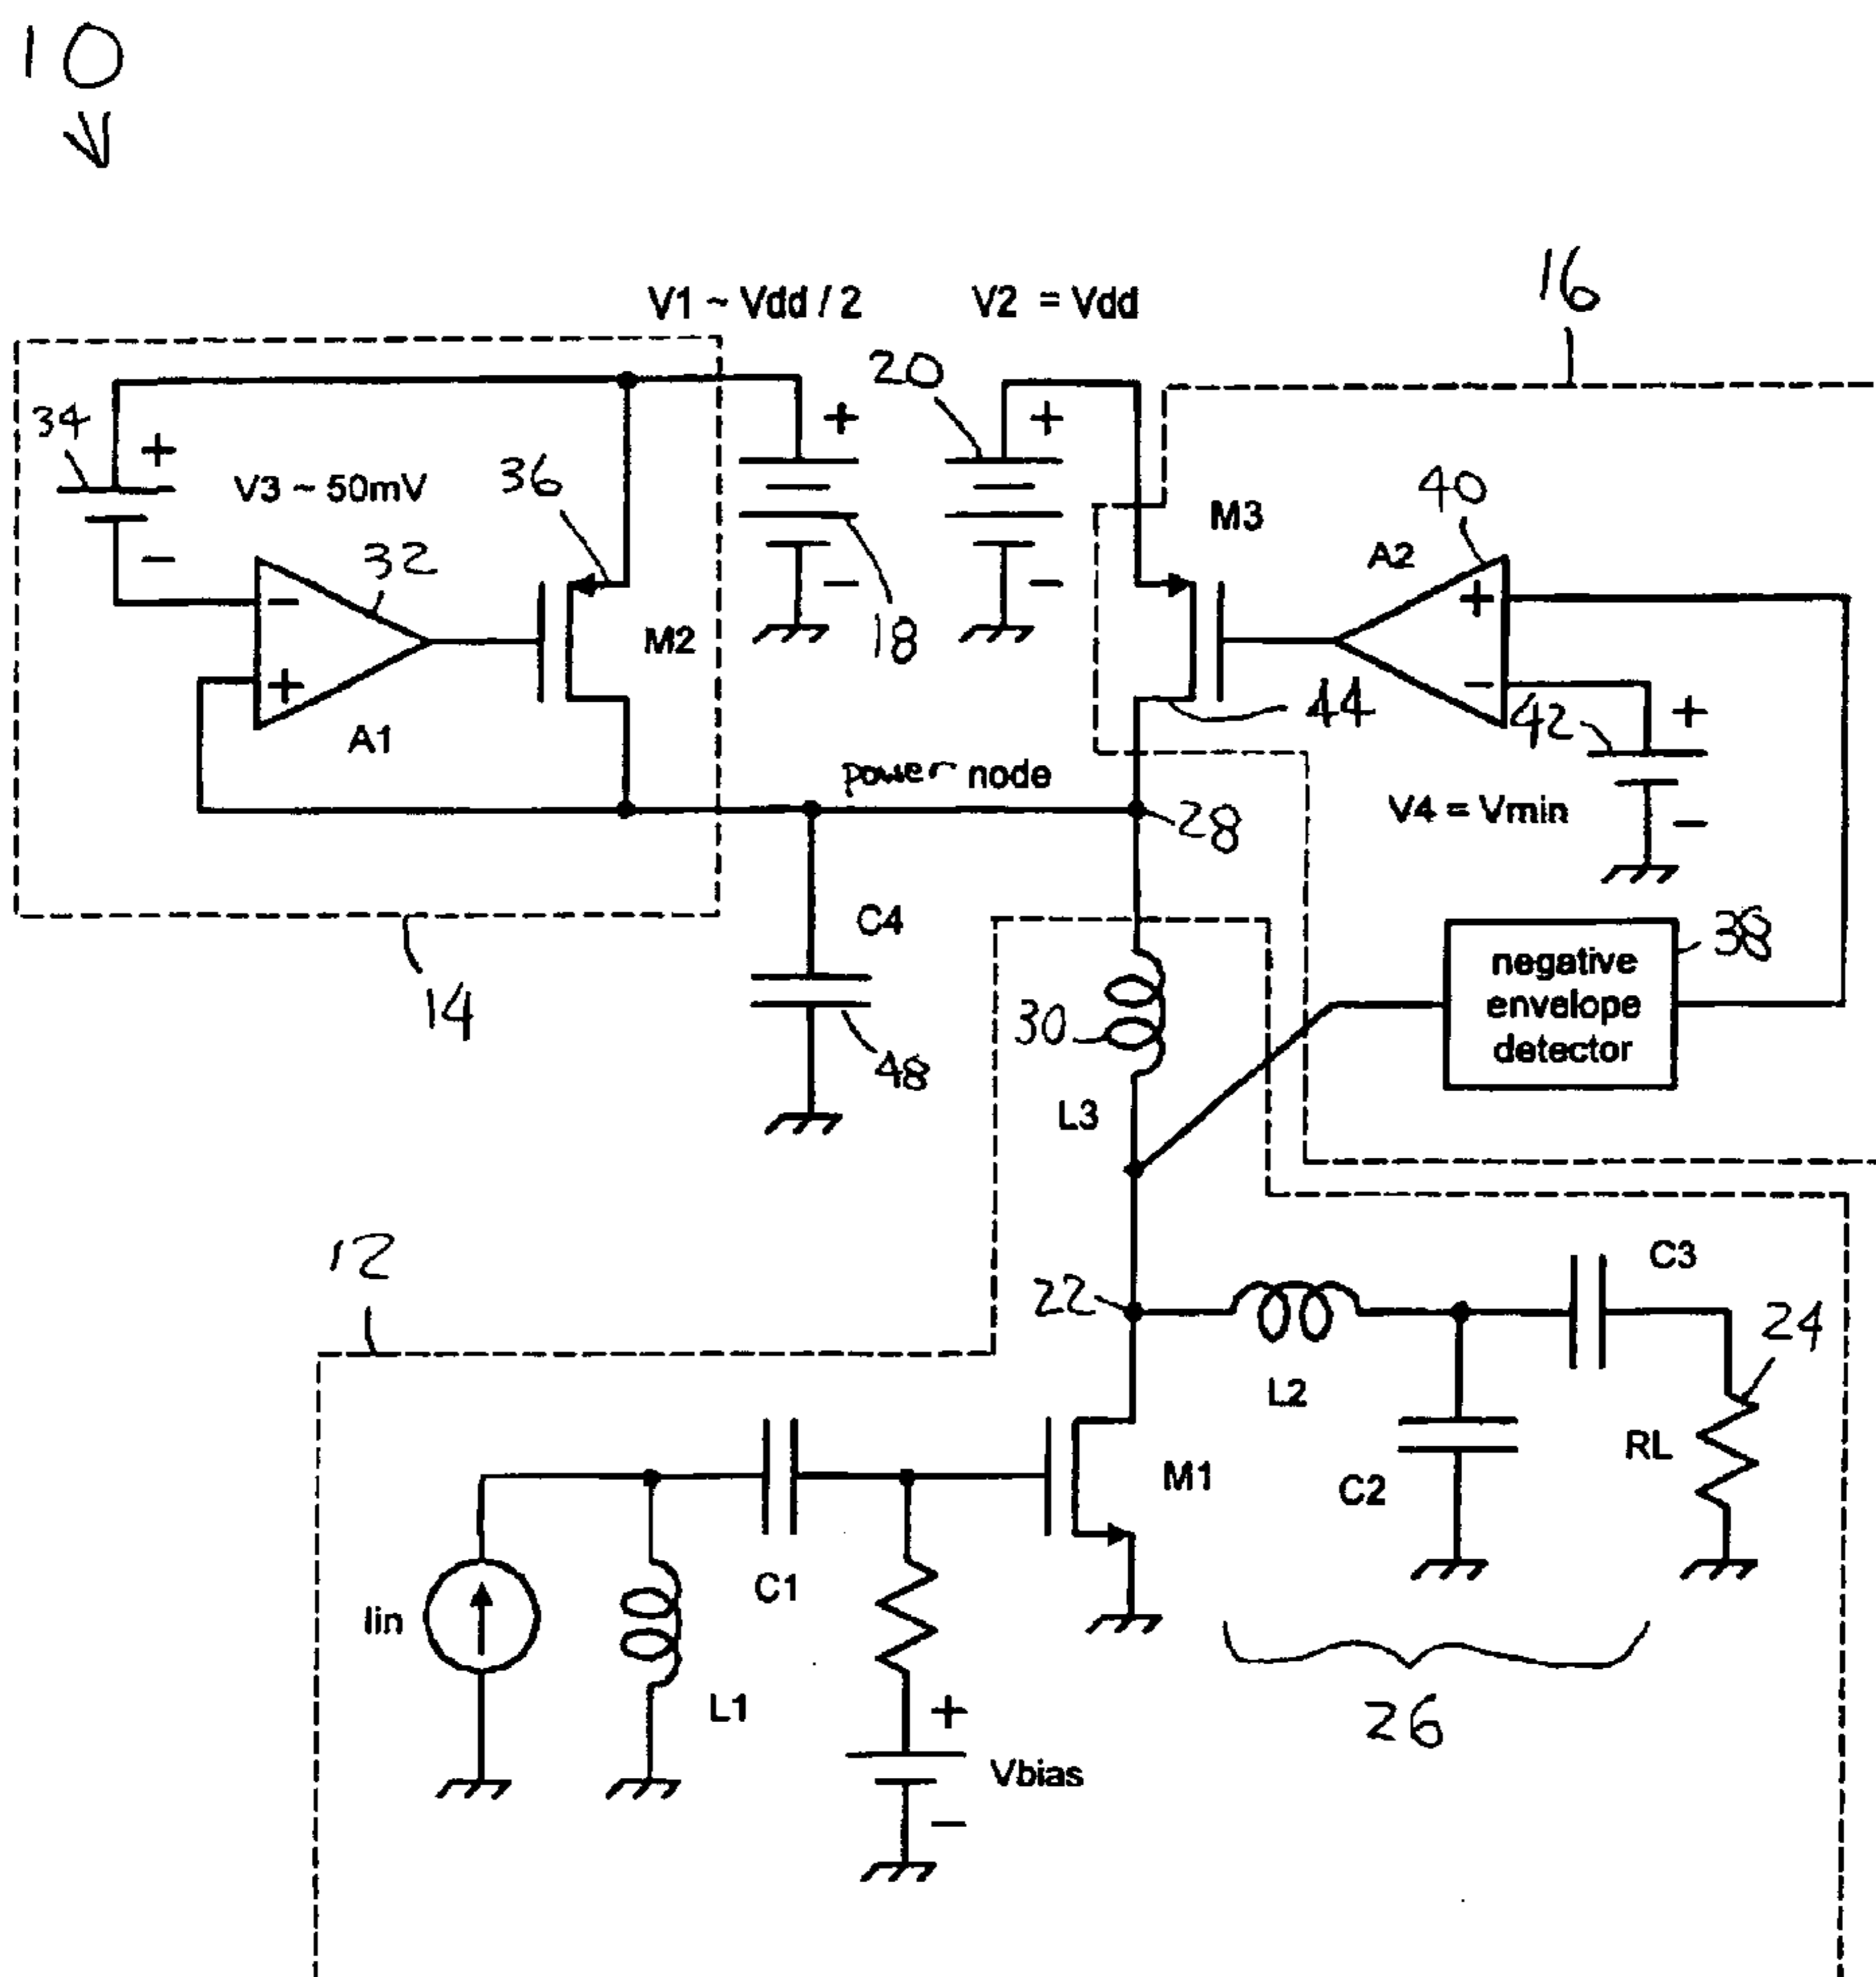 10
16
V1 ~ Vdd / 2
V2 = Vdd
20
34
+
+
+
V3 ~ 50mV
36
M3
40
A2
−
32
−
−
−
+
M2
18
+
A1
−
44
42
+
power node
28
V4 = Vmin
−
C4
38
negative
envelope
detector
14
30
48
L3
12
22
C3
24
L2
RL
C2
M1
C1
Iin
L1
+
26
Vbias
−